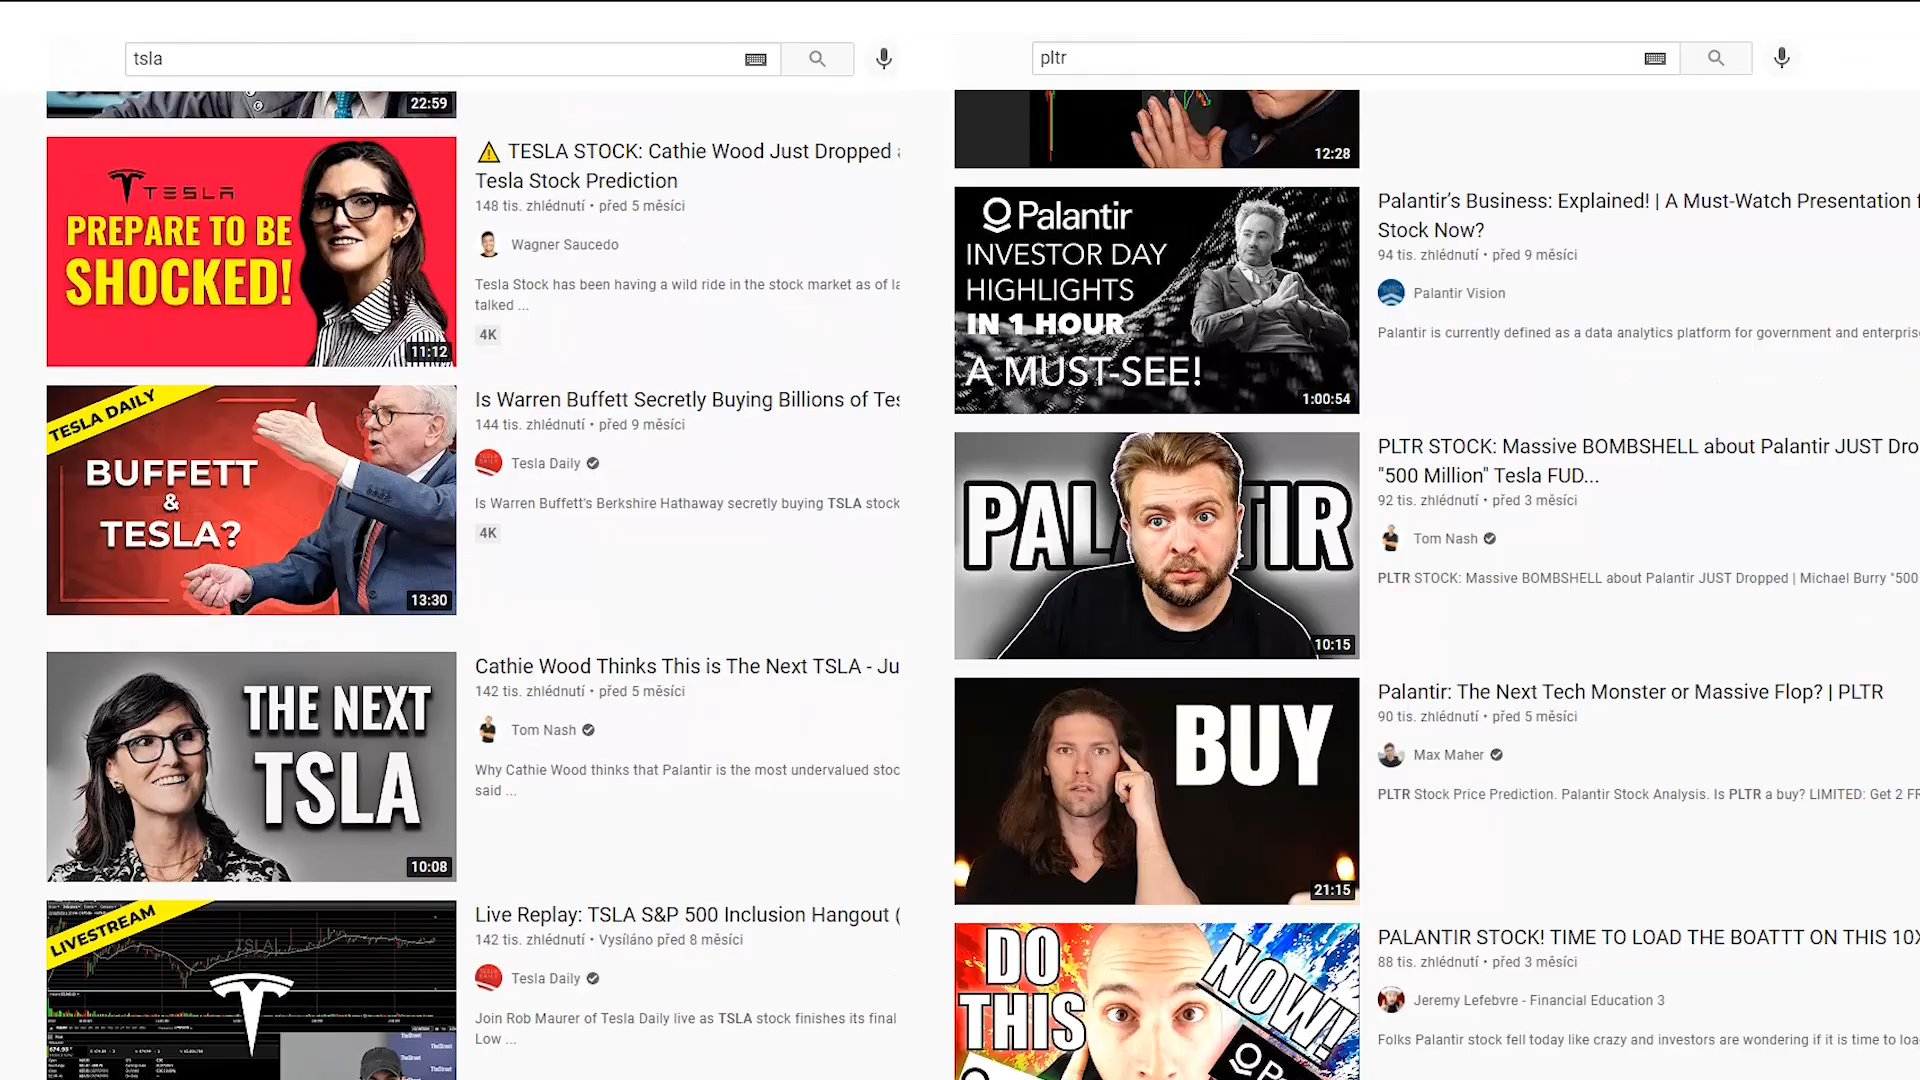 tsla
22:59
TESLA
PREPARE TO BE
SHOCKED!
11:12
TESLA STOCK: Cathie Wood Just Dropped
Tesla Stock Prediction
148 tis. zhlédnutí • před 5 měsíci
Wagner Saucedo
Tesla Stock has been having a wild ride in the stock market as of
talked ...
4K
TESLA DAILY
BUFFETT
&
TESLA?
13:30
Is Warren Buffett Secretly Buying Billions of
144 tis. zhlédnutí • před 9 měsíci
Tesla Daily
Is Warren Buffett's Berkshire Hathaway secretly buying TSLA stock
4K
THE NEXT
TSLA
10:08
Cathie Wood Thinks This is The Next TSLA - Ju
142 tis. zhlédnutí • před 5 měsíci
Tom Nash
Why Cathie Wood thinks that Palantir is the most undervalued stoc
said ...
LIVESTREAM
TSLA
Live Replay: TSLA S&P 500 Inclusion Hangout (
142 tis. zhlédnutí • Vysíláno před 8 měsíci
Tesla Daily
Join Rob Maurer of Tesla Daily live as TSLA stock finishes its final
Low ...
pltr
12:28
Palantir
INVESTOR DAY
HIGHLIGHTS
IN 1 HOUR
A MUST-SEE!
1:00:54
Palantir's Business: Explained! | A Must-Watch Presentation f
Stock Now?
94 tis. zhlédnutí • před 9 měsíci
Palantir Vision
Palantir is currently defined as a data analytics platform for government and enterpris
PALANTIR
10:15
PLTR STOCK: Massive BOMBSHELL about Palantir JUST Dro
"500 Million" Tesla FUD...
92 tis. zhlédnutí • před 3 měsíci
Tom Nash
PLTR STOCK: Massive BOMBSHELL about Palantir JUST Dropped | Michael Burry "500
BUY
21:15
Palantir: The Next Tech Monster or Massive Flop? | PLTR
90 tis. zhlédnutí • před 5 měsíci
Max Maher
PLTR Stock Price Prediction. Palantir Stock Analysis. Is PLTR a buy? LIMITED: Get 2 FR
DO
THIS
NOW!
PALANTIR STOCK! TIME TO LOAD THE BOATTT ON THIS 10X
88 tis. zhlédnutí • před 3 měsíci
Jeremy Lefebvre - Financial Education 3
Folks Palantir stock fell today like crazy and investors are wondering if it is time to loa